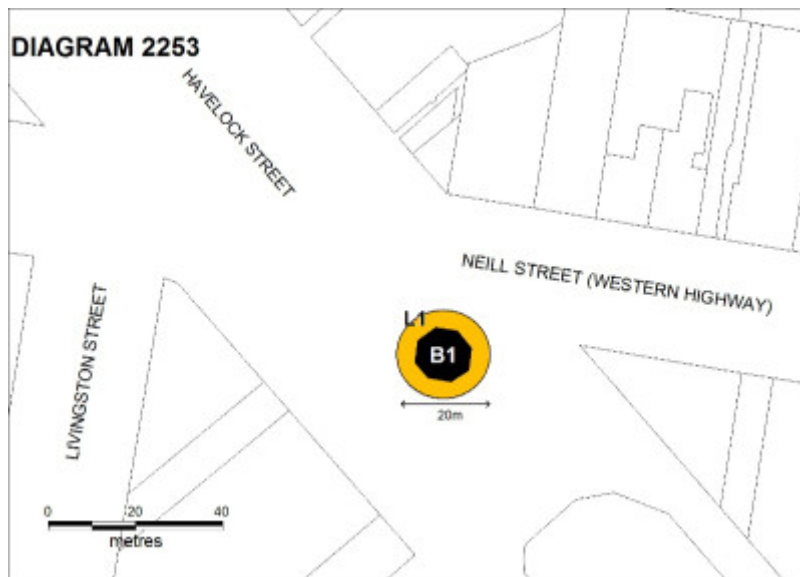 DIAGRAM 2253
HAVELOCK STREET
NEILL STREET (WESTERN HIGHWAY)
LIVINGSTON STREET
L1
B1
20m
0 20 40
metres